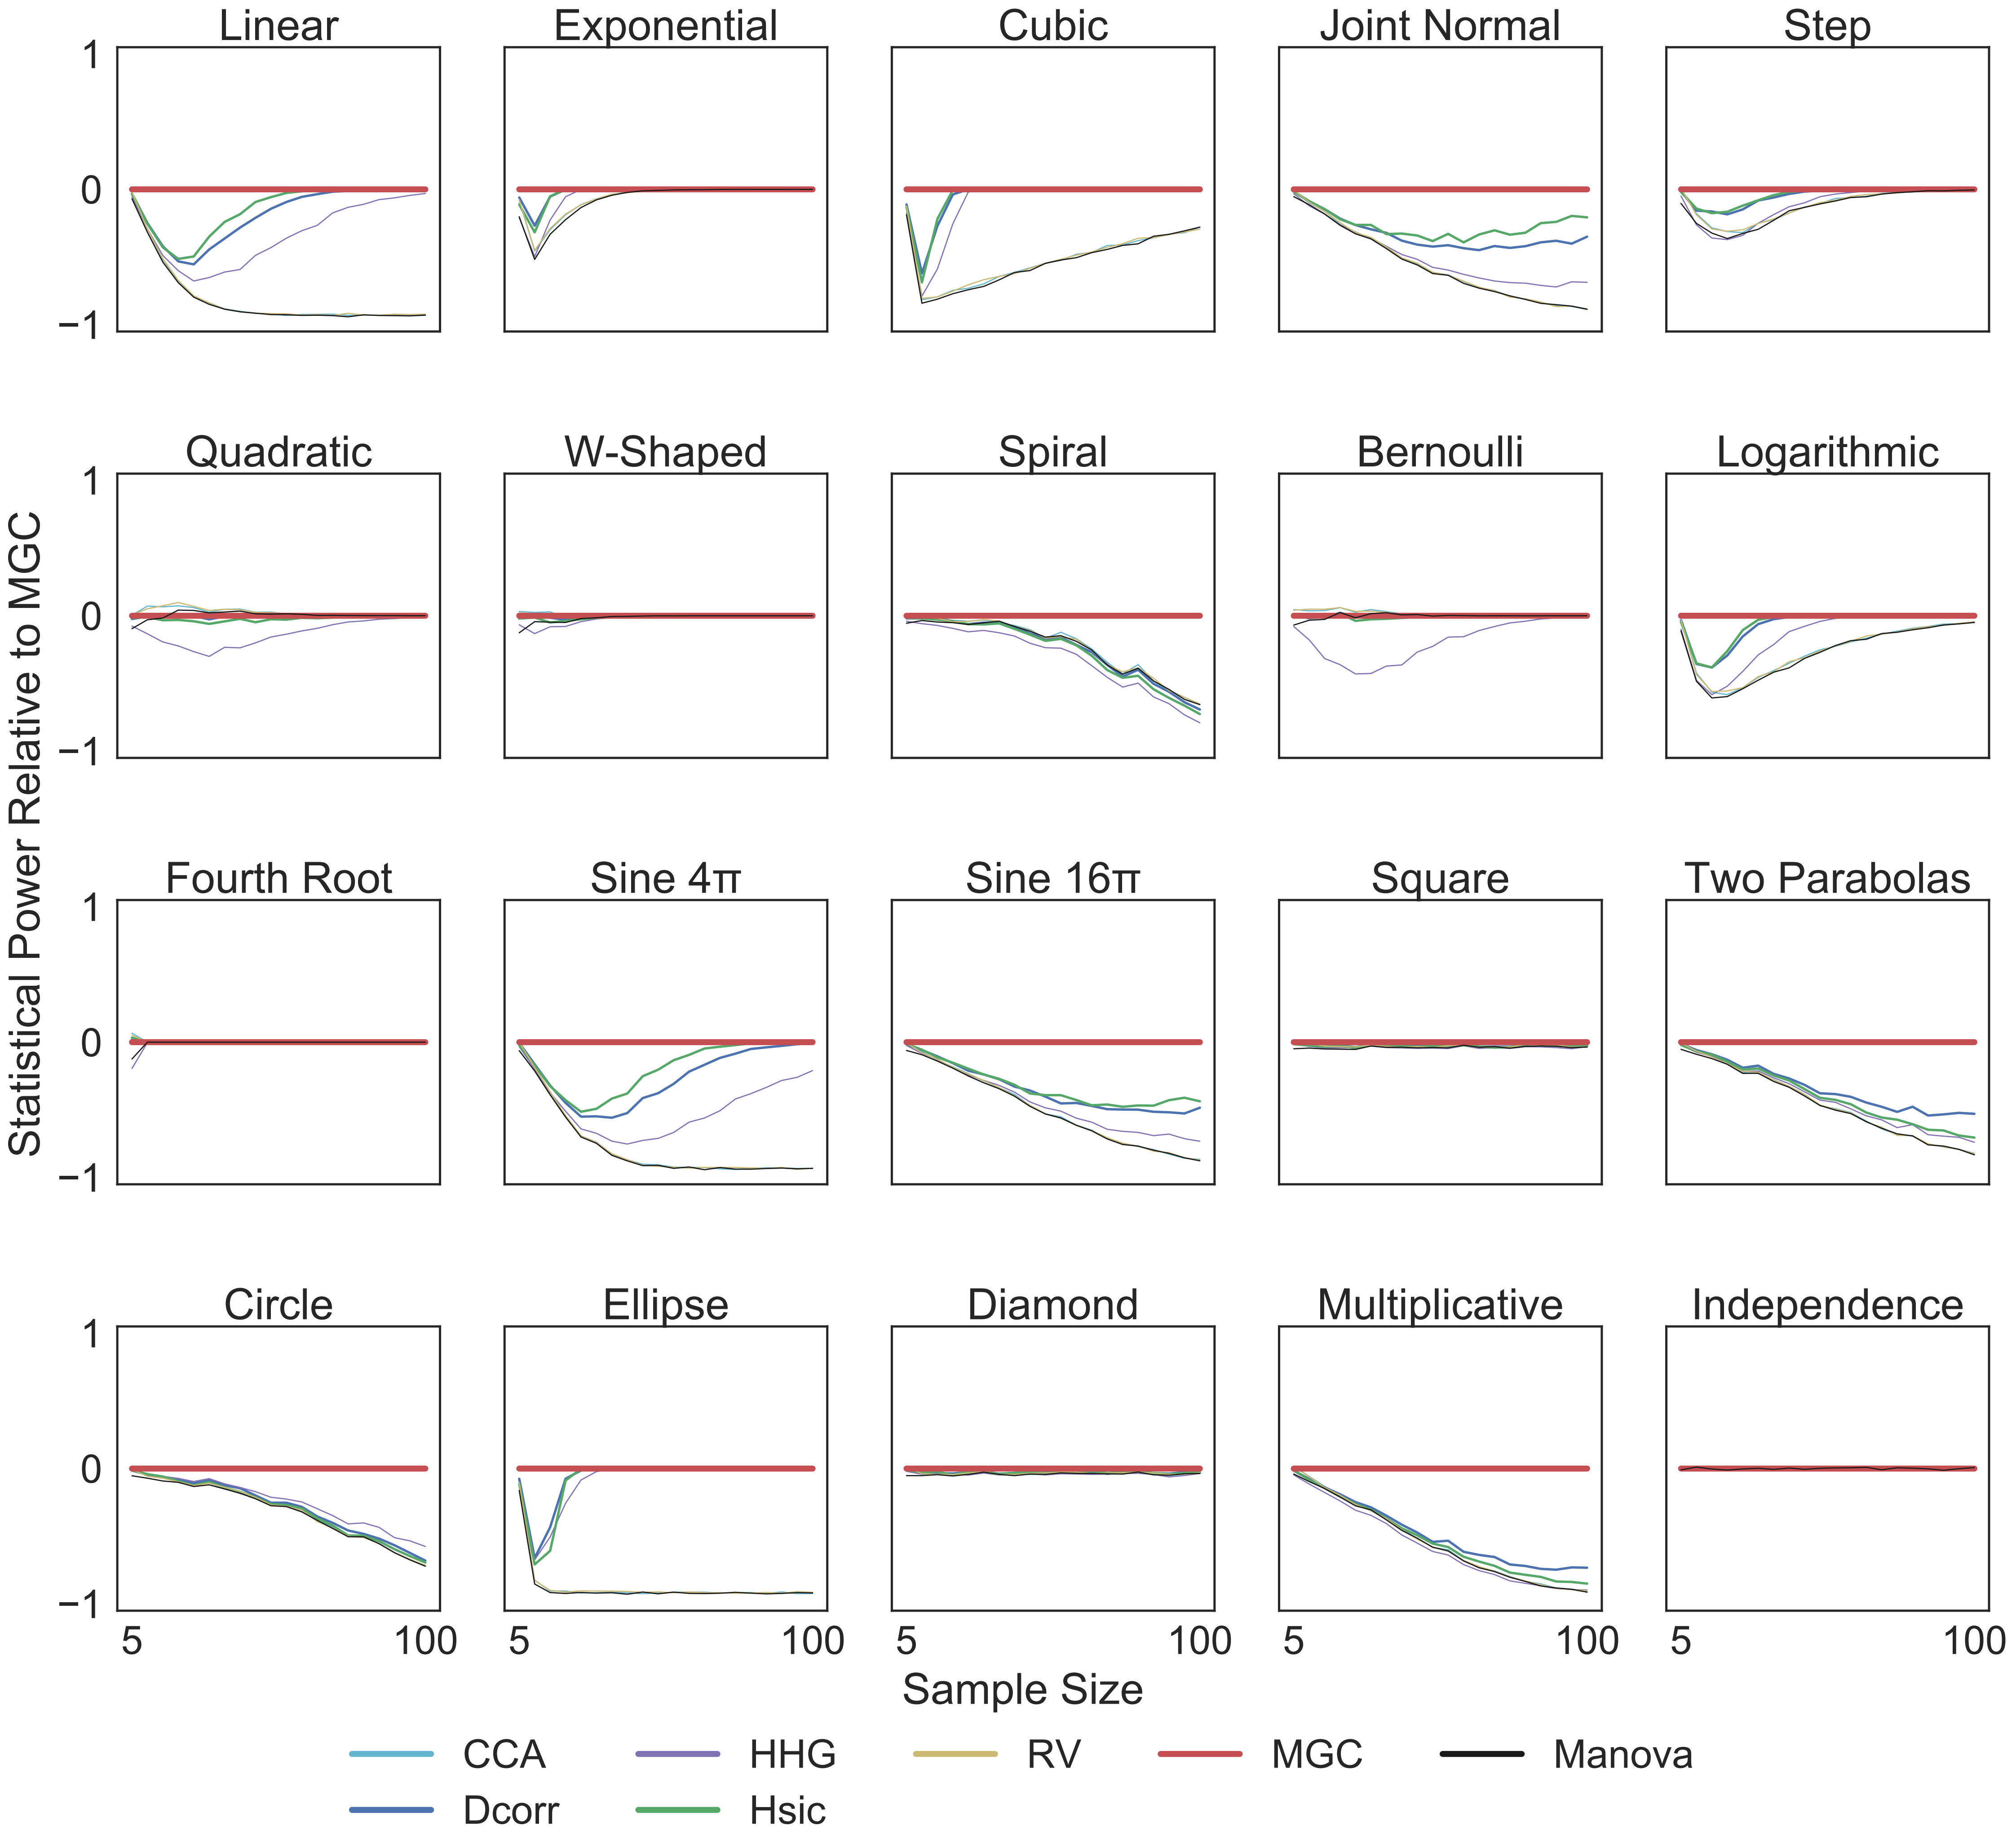 Statistical Power Relative to MGC
Linear Exponential Cubic Joint Normal Step
1
0
−1
Quadratic W-Shaped Spiral Bernoulli Logarithmic
1
0
−1
Fourth Root Sine 4π Sine 16π Square Two Parabolas
1
0
−1
Circle Ellipse Diamond Multiplicative Independence
1
0
−1
5 100 5 100 5 100 5 100 5 100
Sample Size
CCA HHG RV MGC Manova
Dcorr Hsic